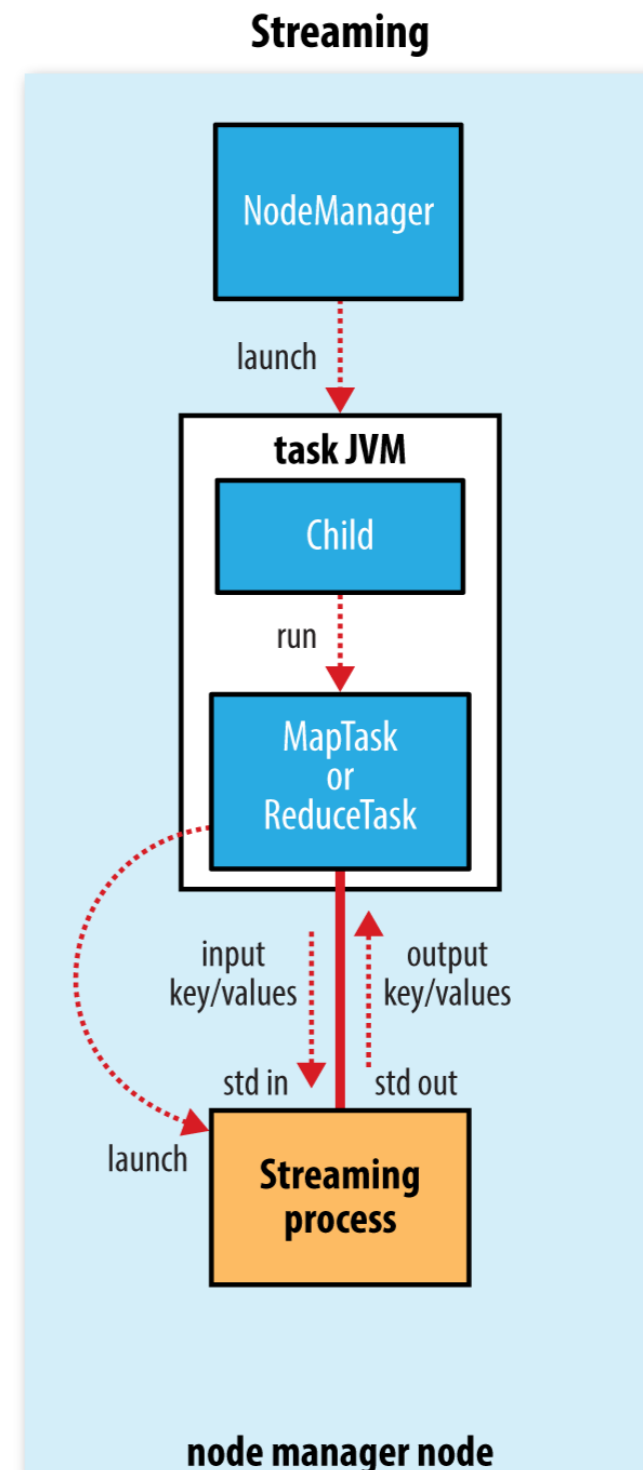 Streaming
NodeManager
launch
task JVM
Child
run
MapTask
or
ReduceTask
input
key/values
output
key/values
std in
std out
launch
Streaming
process
node manager node